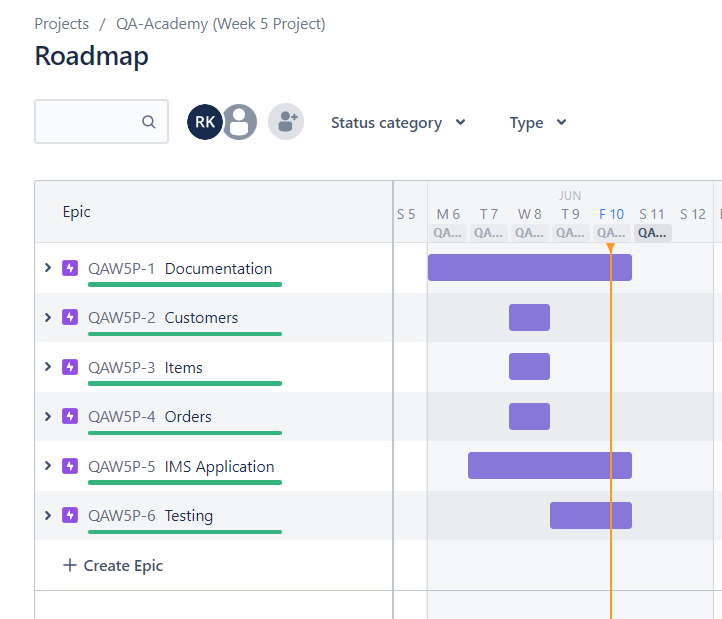 Projects / QA-Academy (Week 5 Project)
Roadmap
RK Status category Type
Epic
JUN
S 5 M 6 T 7 W 8 T 9 F 10 S 11 S 12
QA... QA... QA... QA... QA... QA...
QAW5P-1 Documentation
QAW5P-2 Customers
QAW5P-3 Items
QAW5P-4 Orders
QAW5P-5 IMS Application
QAW5P-6 Testing
+ Create Epic